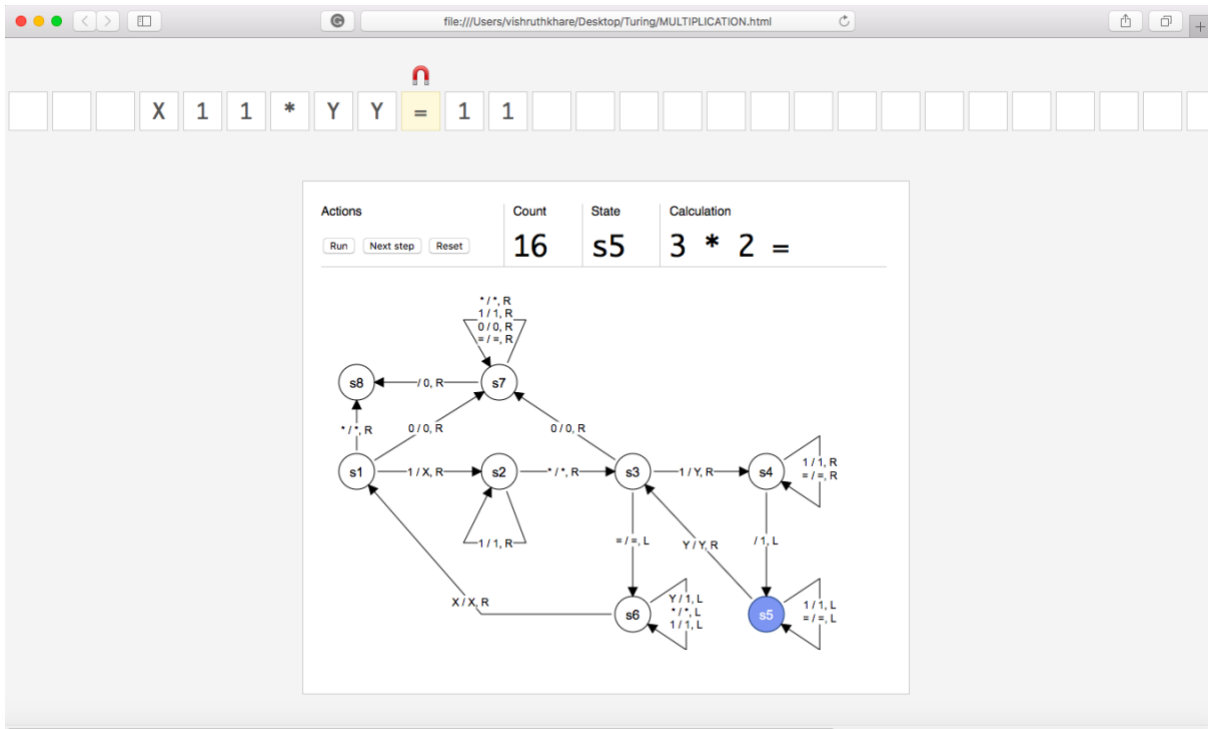 file:///Users/vishruthkhare/Desktop/Turing/MULTIPLICATION.html
X 1 1 * Y Y = 1 1
Actions Count State Calculation
Run Next step Reset 16 s5 3 * 2 =
* / *, R
1 / 1, R
0 / 0, R
= / =, R
s8 / 0, R s7
* / *, R 0 / 0, R 0 / 0, R
s1 1 / X, R s2 * / *, R s3 1 / Y, R s4 1 / 1, R
= / =, R
1 / 1, R = / =, L Y / Y, R / 1, L
X / X, R s6 Y / 1, L
* / *, L
1 / 1, L
s5 1 / 1, L
= / =, L